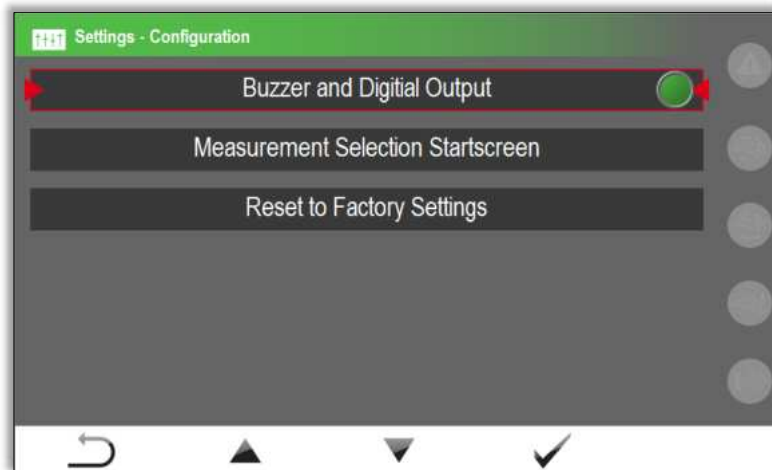 Settings - Configuration
Buzzer and Digitial Output
Measurement Selection Startscreen
Reset to Factory Settings